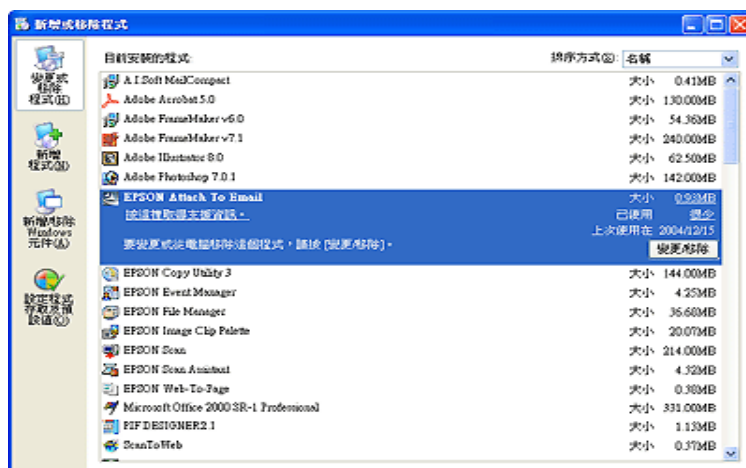 新增或移除程式
變更或
移除
程式(H)
新增
程式(N)
新增/移除
Windows
元件(A)
設定程式
存取及預
設值(O)
目前安裝的程式:
排序方式(S): 名稱
A.I.Soft MailCompact 大小 0.41MB
Adobe Acrobat 5.0 大小 130.00MB
Adobe FrameMaker v6.0 大小 54.36MB
Adobe FrameMaker v7.1 大小 240.00MB
Adobe Illustrator 8.0 大小 62.50MB
Adobe Photoshop 7.0.1 大小 142.00MB
EPSON Attach To Email 大小 0.93MB
按這裡取得支援資訊。 已使用 很少
上次使用在 2004/12/15
要變更或從電腦移除這個程式,請按 [變更/移除]。 變更/移除
EPSON Copy Utility 3 大小 144.00MB
EPSON Event Manager 大小 4.25MB
EPSON File Manager 大小 36.60MB
EPSON Image Clip Palette 大小 20.07MB
EPSON Scan 大小 214.00MB
EPSON Scan Assistant 大小 4.32MB
EPSON Web-To-Page 大小 0.38MB
Microsoft Office 2000 SR-1 Professional 大小 331.00MB
PIF DESIGNER2.1 大小 1.13MB
ScanToWeb 大小 0.37MB